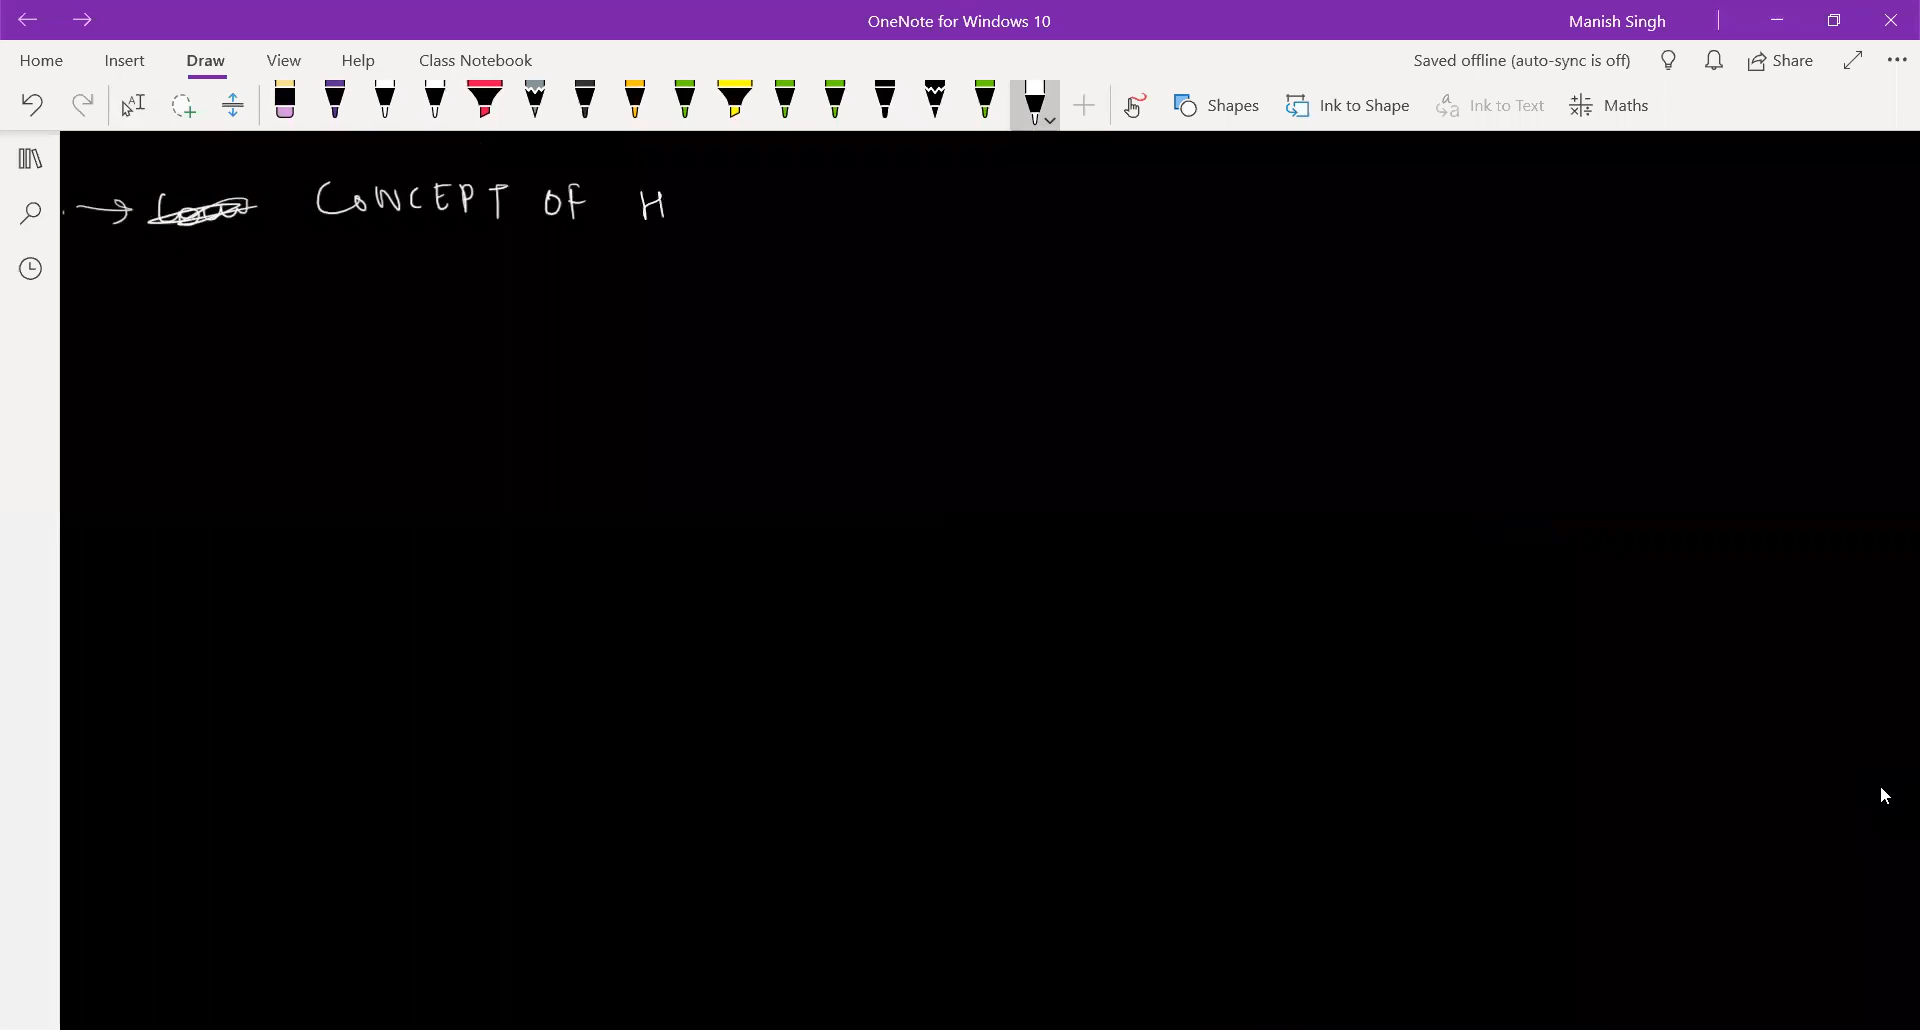 OneNote for Windows 10
Manish Singh
Home Insert Draw View Help Class Notebook
Saved offline (auto-sync is off) Share
Shapes Ink to Shape Ink to Text Maths
→ CONCEPT OF H